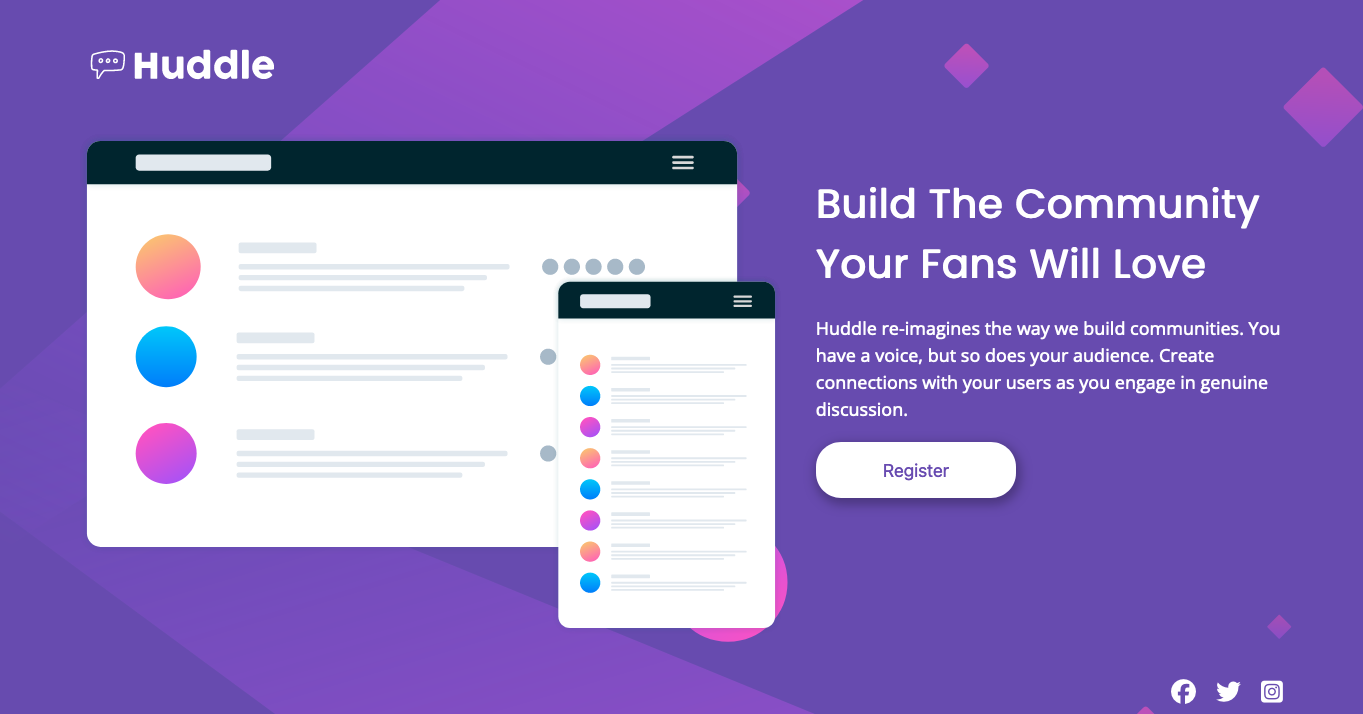 Huddle
Build The Community
Your Fans Will Love
Huddle re-imagines the way we build communities. You
have a voice, but so does your audience. Create
connections with your users as you engage in genuine
discussion.
Register